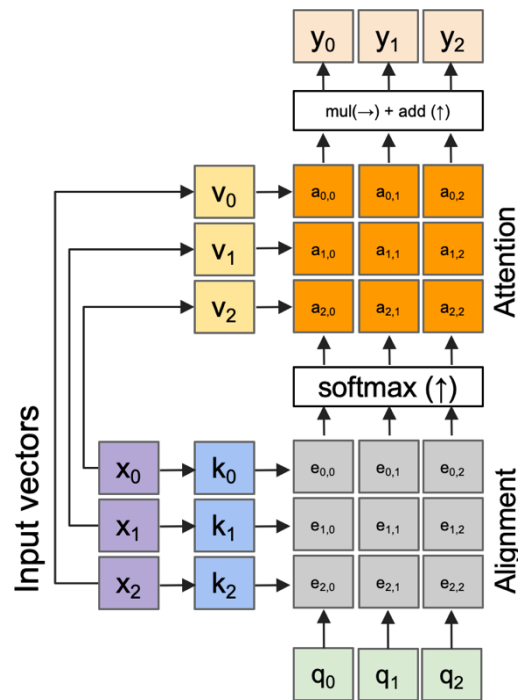 y0 y1 y2
mul(→) + add (↑)
v0 a0,0 a0,1 a0,2
v1 a1,0 a1,1 a1,2
v2 a2,0 a2,1 a2,2
Attention
softmax (↑)
Input vectors
x0 k0 e0,0 e0,1 e0,2
x1 k1 e1,0 e1,1 e1,2
x2 k2 e2,0 e2,1 e2,2
Alignment
q0 q1 q2